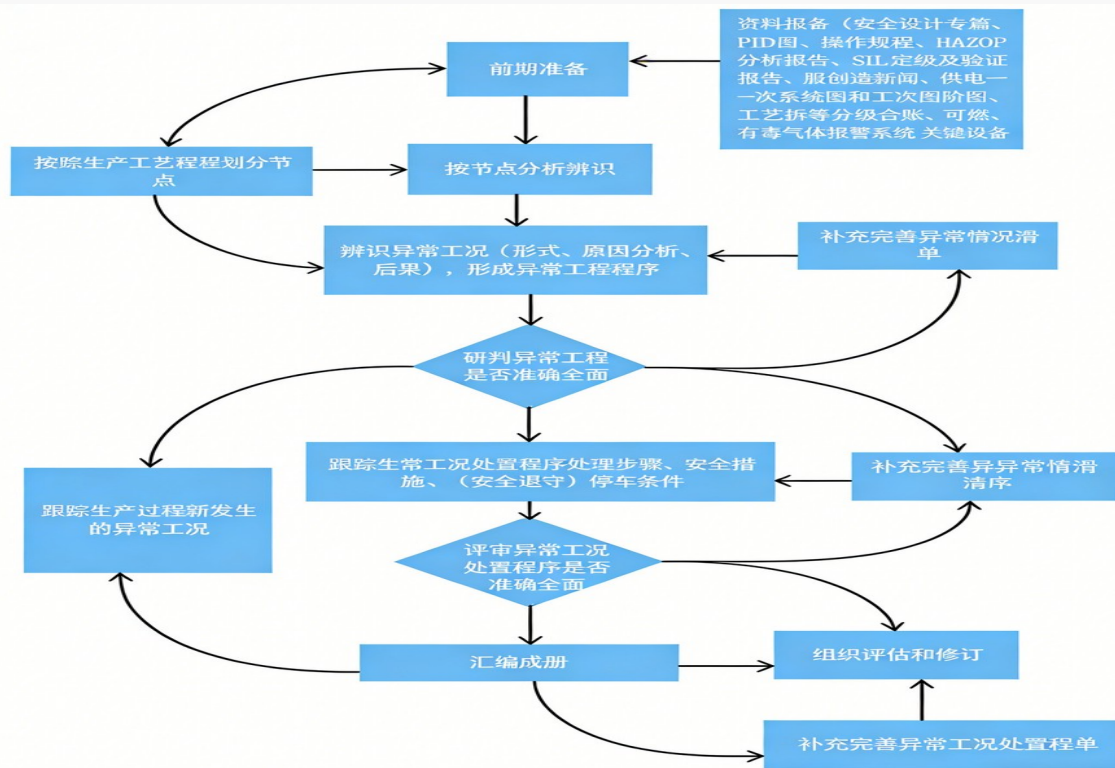 资料报备（安全设计专篇、
PID图、操作规程、HAZOP
分析报告、SIL定级及验证
报告、服创造新闻、供电一
一次系统图和工次图阶图、
工艺拆等分级合账、可燃、
有毒气体报警系统 关键设备
前期准备
按踪生产工艺程程划分节
点
按节点分析辨识
辨识异常工况（形式、原因分析、
后果），形成异常工程程序
补充完善异常情况滑
单
研判异常工程
是否准确全面
跟踪生常工况处置程序处理步骤、安全措
施、（安全退守）停车条件
补充完善异异常情滑
清序
跟踪生产过程新发生
的异常工况
评审异常工况
处置程序是否
准确全面
汇编成册
组织评估和修订
补充完善异常工况处置程单